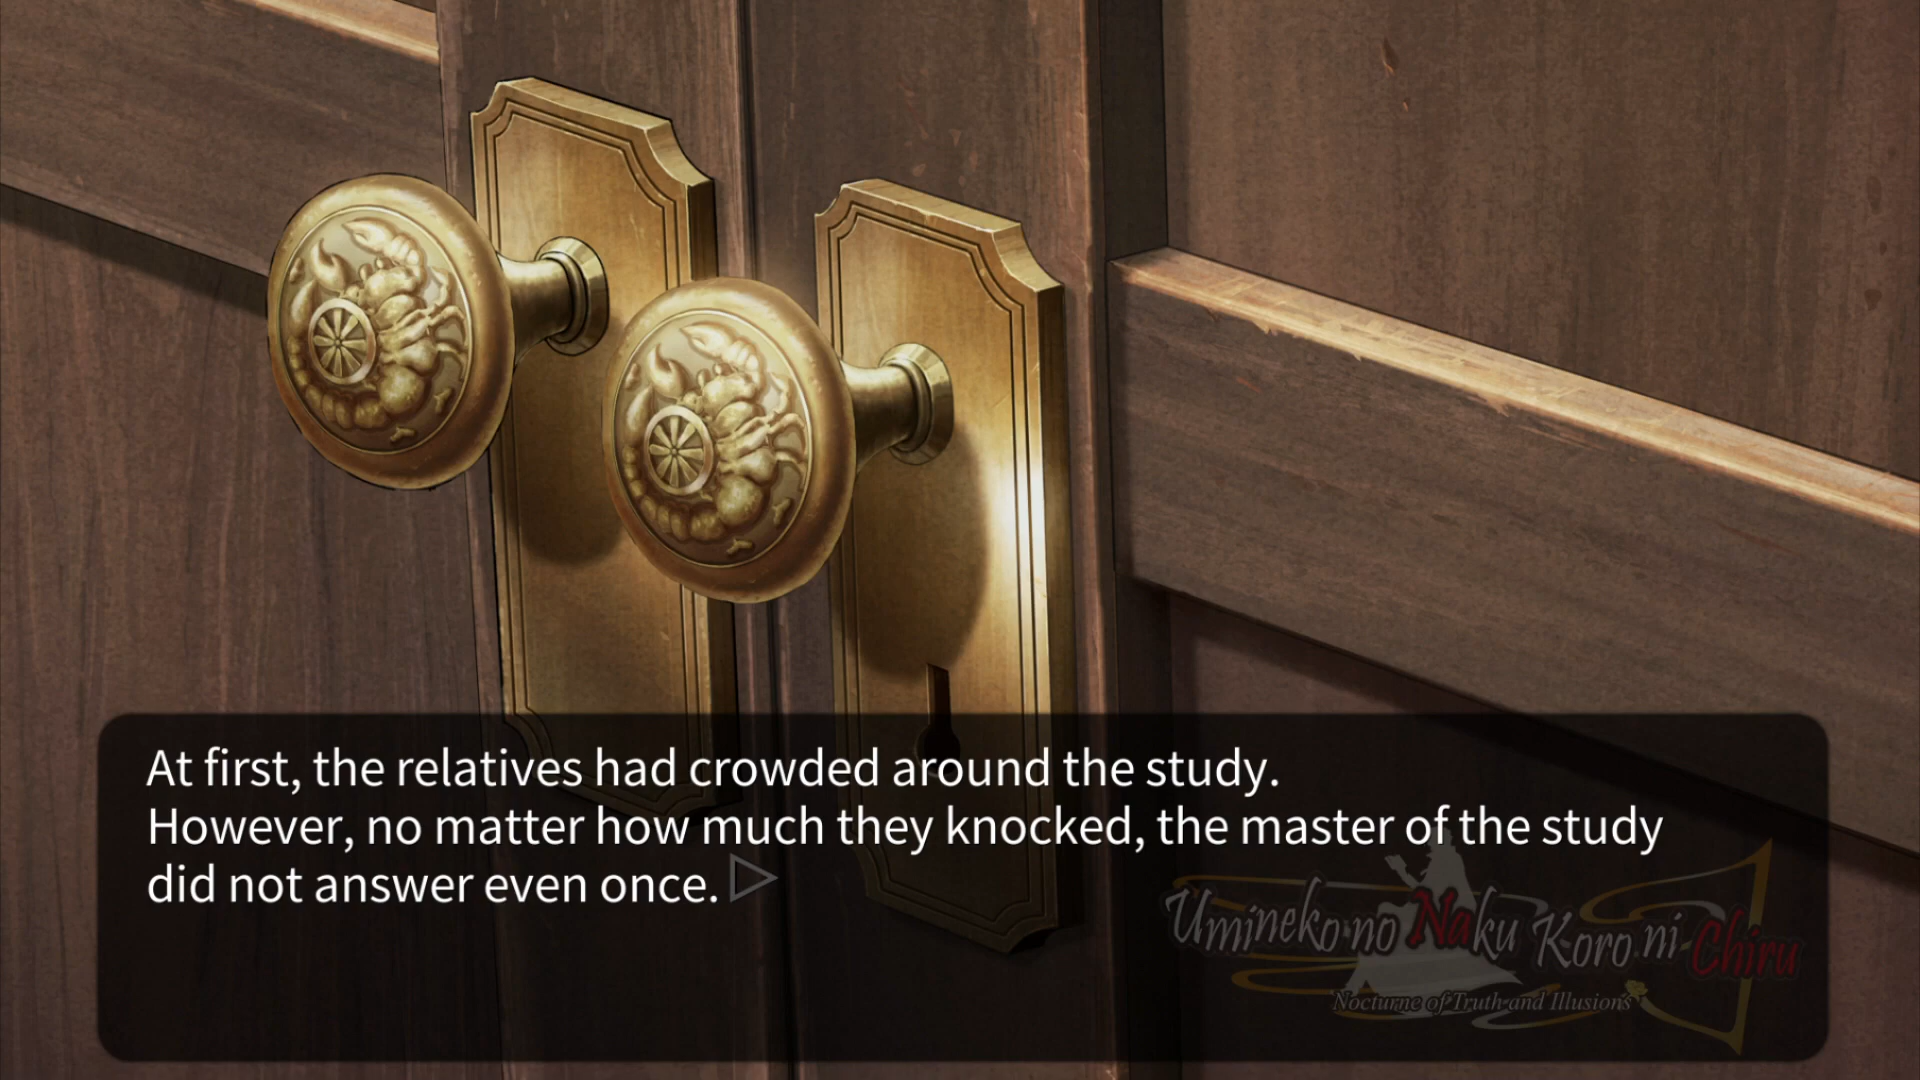 At first, the relatives had crowded around the study.
However, no matter how much they knocked, the master of the study
did not answer even once.
Umineko no Naku Koro ni Chiru
Nocturne of Truth and Illusions